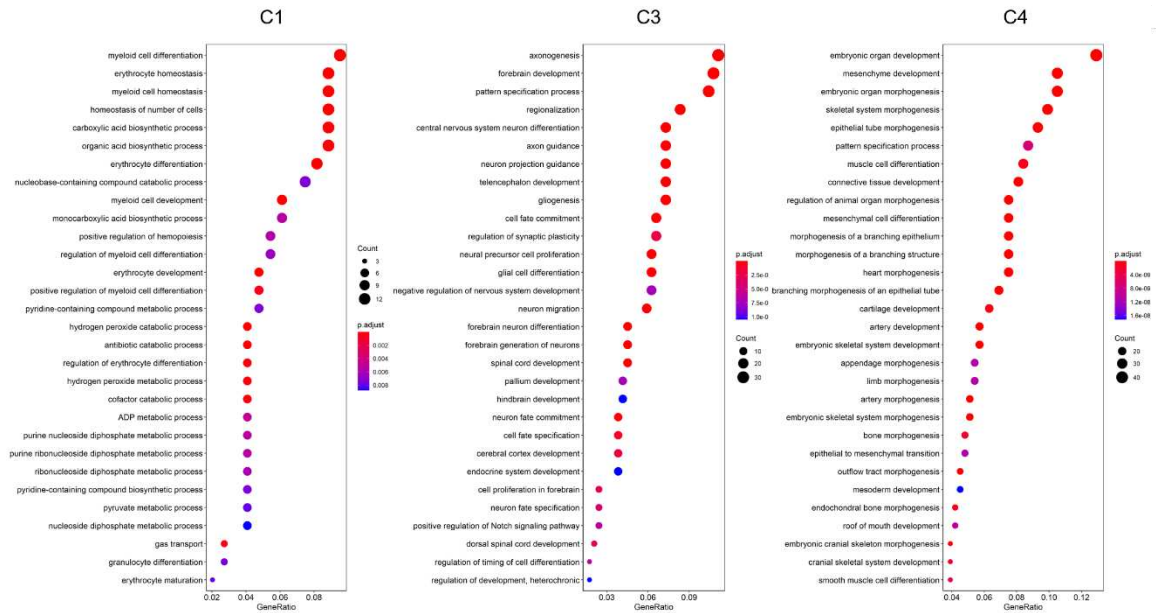 C1
myeloid cell differentiation
erythrocyte homeostasis
myeloid cell homeostasis
homeostasis of number of cells
carboxylic acid biosynthetic process
organic acid biosynthetic process
erythrocyte differentiation
nucleobase-containing compound catabolic process
myeloid cell development
monocarboxylic acid biosynthetic process
positive regulation of hemopoiesis
regulation of myeloid cell differentiation
erythrocyte development
positive regulation of myeloid cell differentiation
pyridine-containing compound metabolic process
hydrogen peroxide catabolic process
antibiotic catabolic process
regulation of erythrocyte differentiation
hydrogen peroxide metabolic process
cofactor catabolic process
ADP metabolic process
purine nucleoside diphosphate metabolic process
purine ribonucleoside diphosphate metabolic process
ribonucleoside diphosphate metabolic process
pyridine-containing compound biosynthetic process
pyruvate metabolic process
nucleoside diphosphate metabolic process
gas transport
granulocyte differentiation
erythrocyte maturation
0.02 0.04 0.06 0.08
GeneRatio
Count
3
6
9
12
p.adjust
0.002
0.004
0.006
0.008
C3
axonogenesis
forebrain development
pattern specification process
regionalization
central nervous system neuron differentiation
axon guidance
neuron projection guidance
telencephalon development
gliogenesis
cell fate commitment
regulation of synaptic plasticity
neural precursor cell proliferation
glial cell differentiation
negative regulation of nervous system development
neuron migration
forebrain neuron differentiation
forebrain generation of neurons
spinal cord development
pallium development
hindbrain development
neuron fate commitment
cell fate specification
cerebral cortex development
endocrine system development
cell proliferation in forebrain
neuron fate specification
positive regulation of Notch signaling pathway
dorsal spinal cord development
regulation of timing of cell differentiation
regulation of development, heterochronic
0.03 0.06 0.09
GeneRatio
p.adjust
2.5e-0
5.0e-0
7.5e-0
1.0e-0
Count
10
20
30
C4
embryonic organ development
mesenchyme development
embryonic organ morphogenesis
skeletal system morphogenesis
epithelial tube morphogenesis
pattern specification process
muscle cell differentiation
connective tissue development
regulation of animal organ morphogenesis
mesenchymal cell differentiation
morphogenesis of a branching epithelium
morphogenesis of a branching structure
heart morphogenesis
branching morphogenesis of an epithelial tube
cartilage development
artery development
embryonic skeletal system development
appendage morphogenesis
limb morphogenesis
artery morphogenesis
embryonic skeletal system morphogenesis
bone morphogenesis
epithelial to mesenchymal transition
outflow tract morphogenesis
mesoderm development
endochondral bone morphogenesis
roof of mouth development
embryonic cranial skeleton morphogenesis
cranial skeletal system development
smooth muscle cell differentiation
0.04 0.06 0.08 0.10 0.12
GeneRatio
p.adjust
Count
20
30
40